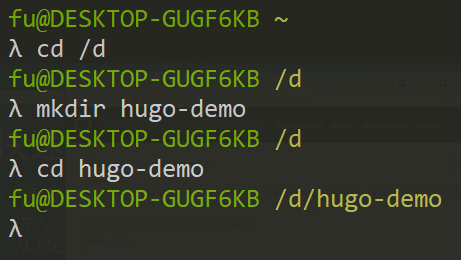 fu@DESKTOP-GUGF6KB ~
λ cd /d
fu@DESKTOP-GUGF6KB /d
λ mkdir hugo-demo
fu@DESKTOP-GUGF6KB /d
λ cd hugo-demo
fu@DESKTOP-GUGF6KB /d/hugo-demo
λ